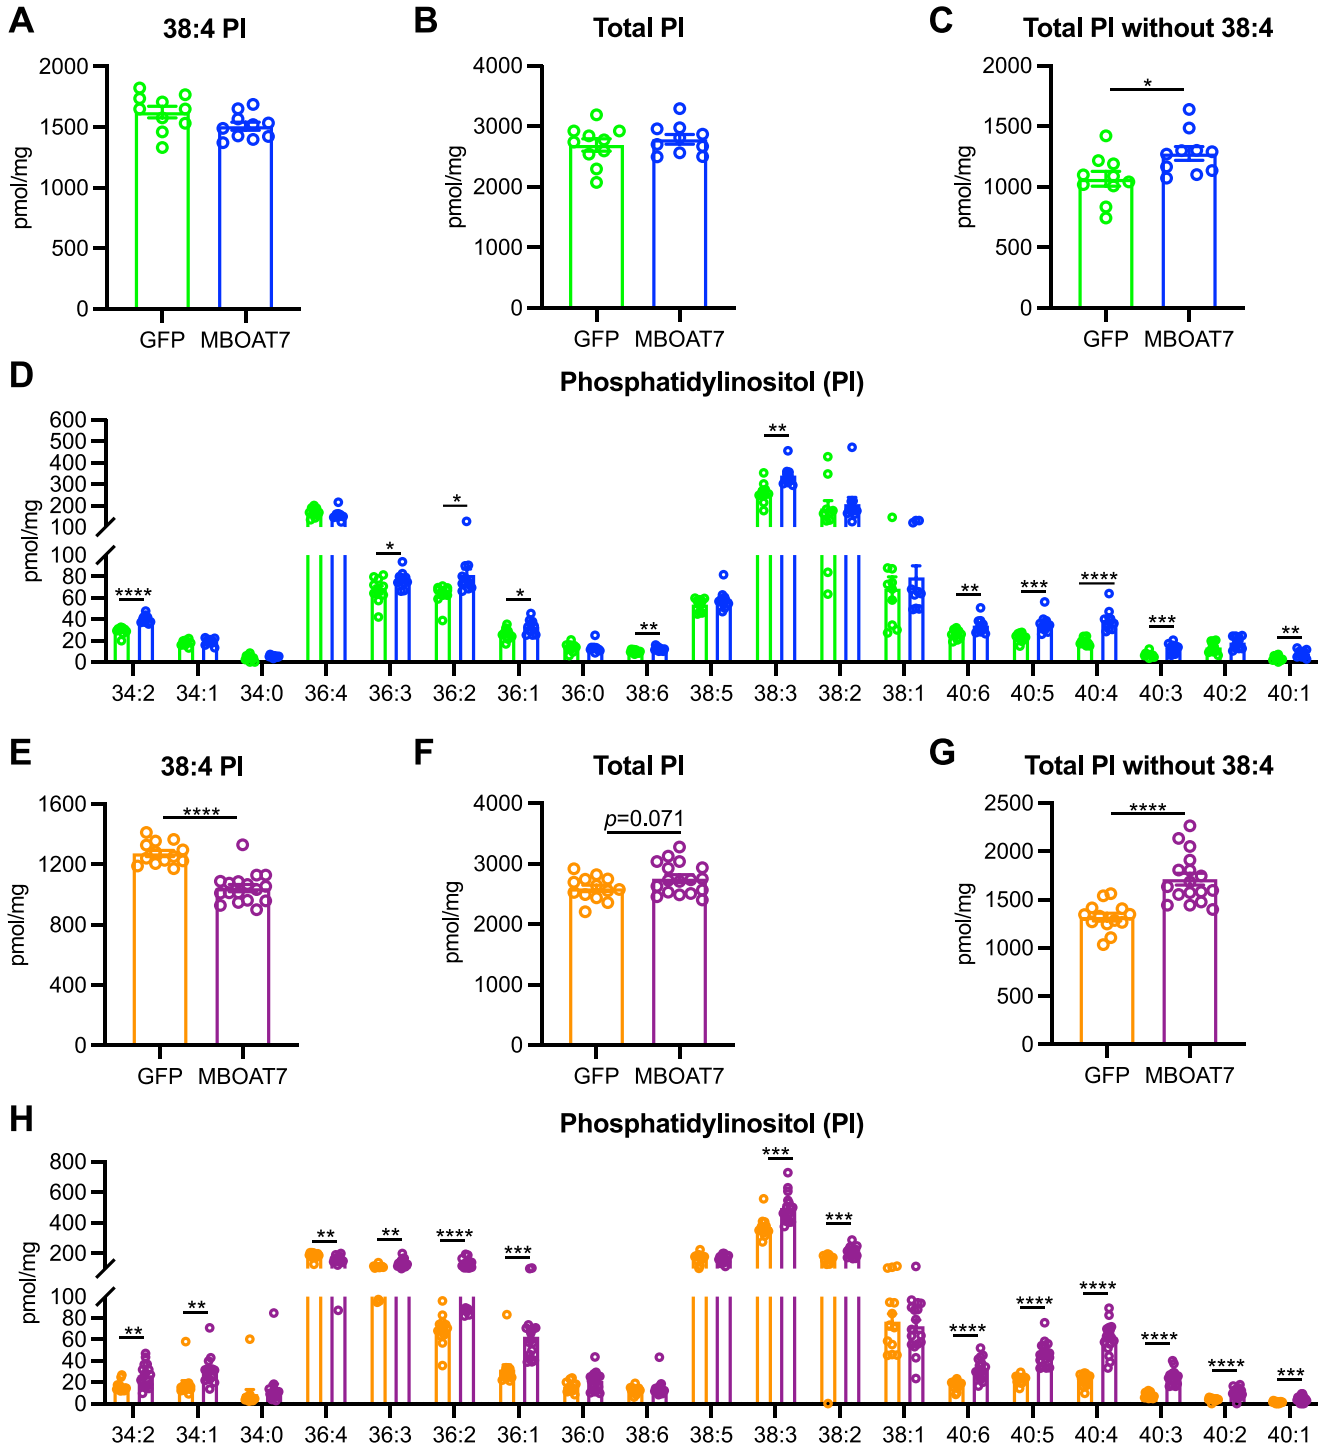 A
38:4 PI
pmol/mg
2000
1500
1000
500
0
GFP MBOAT7
B
Total PI
pmol/mg
4000
3000
2000
1000
0
GFP MBOAT7
C
Total PI without 38:4
pmol/mg
2000
1500
1000
500
0
*
GFP MBOAT7
D
Phosphatidylinositol (PI)
pmol/mg
600
500
400
300
200
100
100
80
60
40
20
0
**** * * * ** ** ** *** **** *** **
34:2 34:1 34:0 36:4 36:3 36:2 36:1 36:0 38:6 38:5 38:3 38:2 38:1 40:6 40:5 40:4 40:3 40:2 40:1
E
38:4 PI
pmol/mg
1600
1200
800
400
0
****
GFP MBOAT7
F
Total PI
pmol/mg
4000
3000
2000
1000
0
p=0.071
GFP MBOAT7
G
Total PI without 38:4
pmol/mg
2500
2000
1500
1000
500
0
****
GFP MBOAT7
H
Phosphatidylinositol (PI)
pmol/mg
800
600
400
200
100
80
60
40
20
0
** ** ** ** **** *** *** *** **** **** **** **** **** ***
34:2 34:1 34:0 36:4 36:3 36:2 36:1 36:0 38:6 38:5 38:3 38:2 38:1 40:6 40:5 40:4 40:3 40:2 40:1